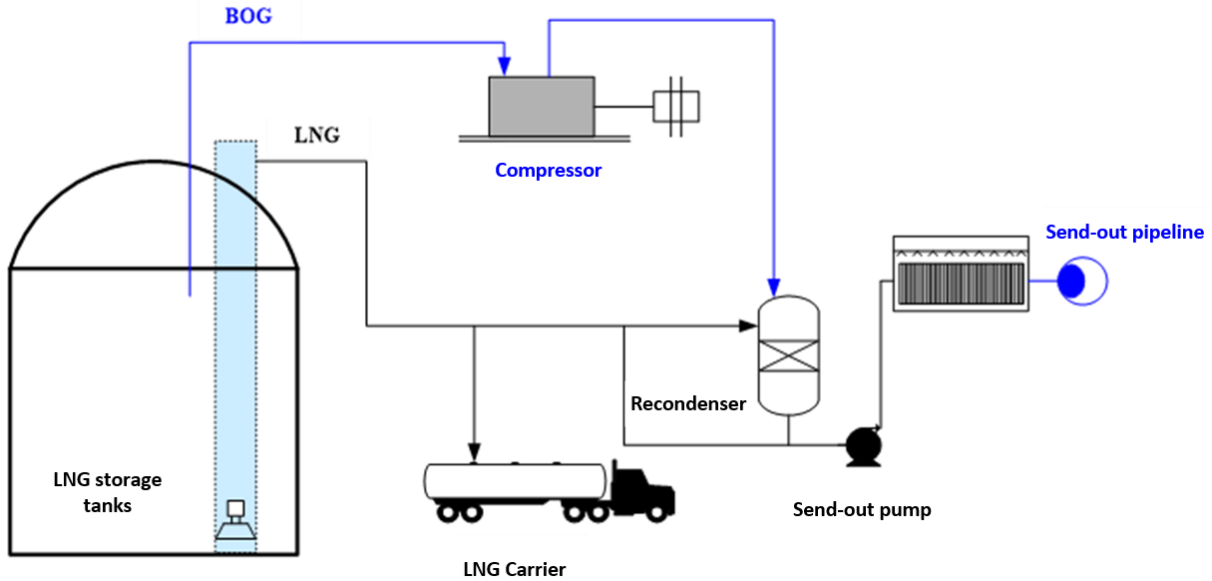 BOG
LNG
Compressor
Send-out pipeline
Recondenser
LNG storage
tanks
Send-out pump
LNG Carrier